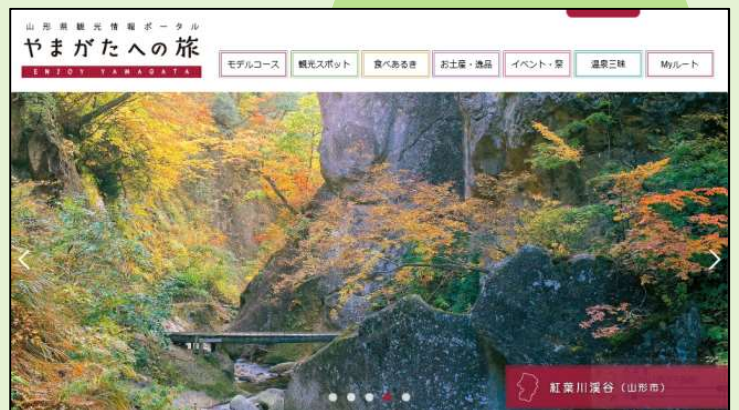 山形県観光情報ポータル
やまがたへの旅
ENJOY YAMAGATA
モデルコース
観光スポット
食べあるき
お土産・逸品
イベント・祭
温泉三昧
Myルート
紅葉川渓谷（山形市）